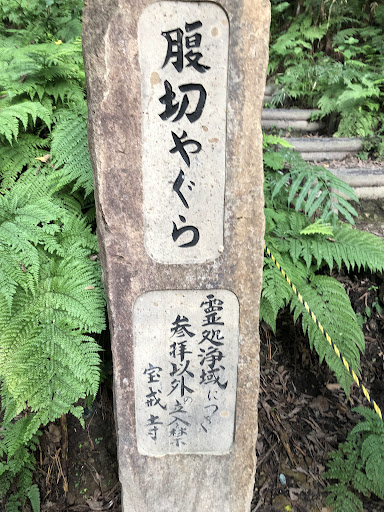 腹切やぐら
霊処浄域につき
参拝以外の立入禁
宝戒寺